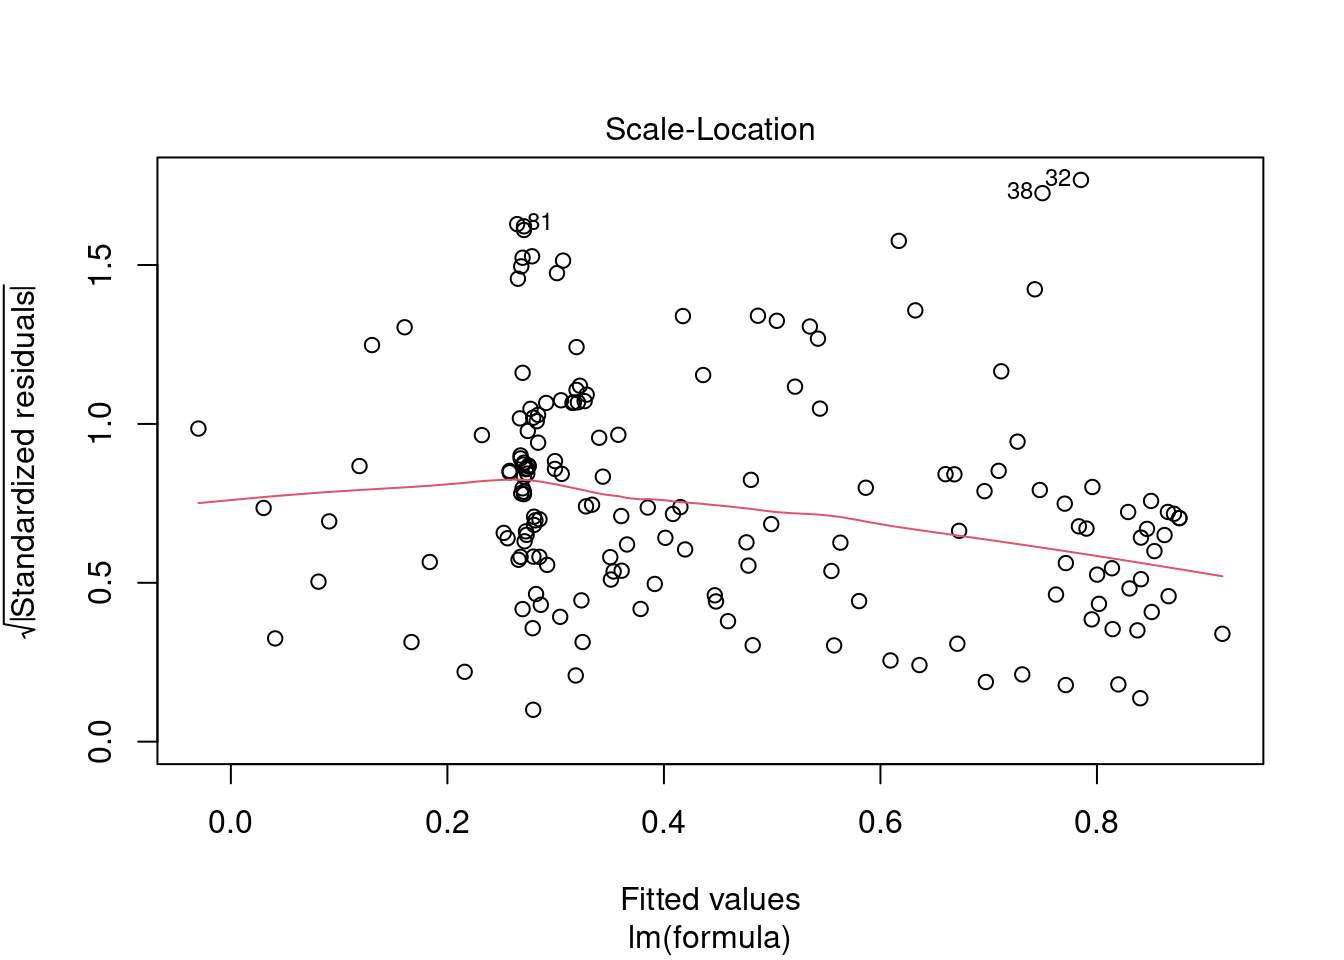 Scale-Location
√|Standardized residuals|
1.5
1.0
0.5
0.0
38
32
81
0.0 0.2 0.4 0.6 0.8
Fitted values
lm(formula)